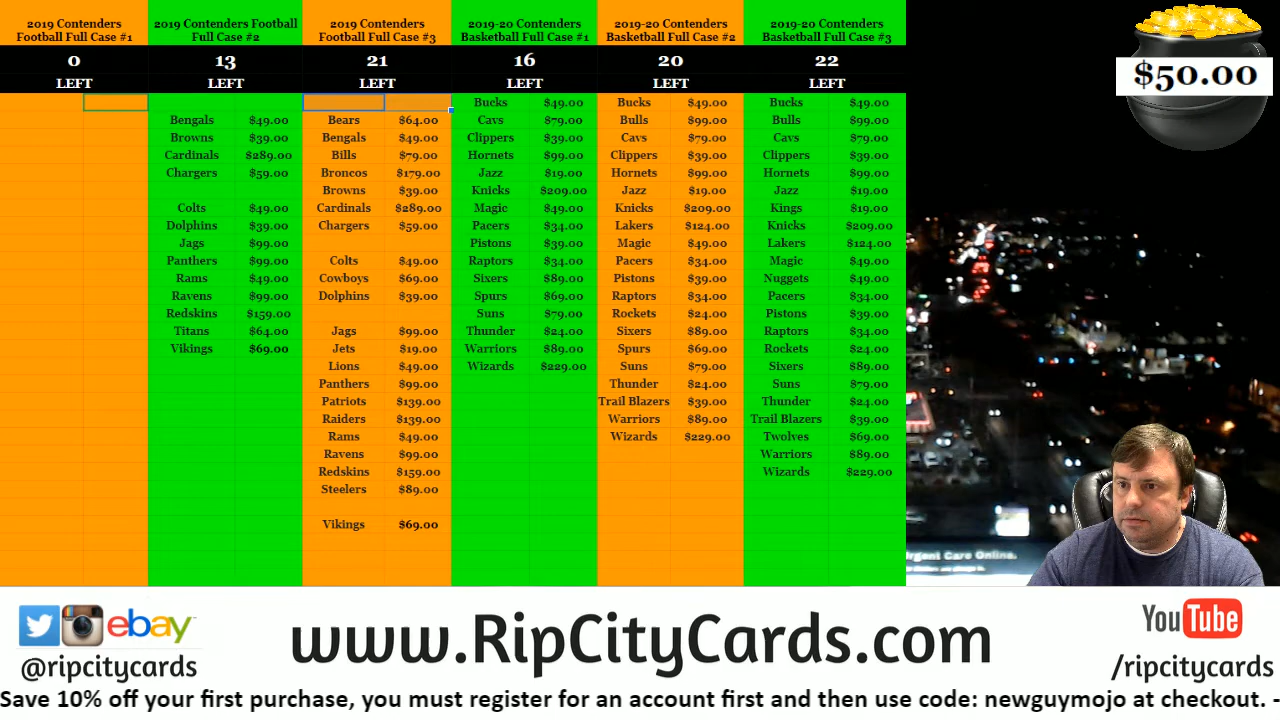 2019 Contenders Football Full Case #1
0
LEFT
2019 Contenders Football Full Case #2
13
LEFT
Bengals $49.00
Browns $39.00
Cardinals $289.00
Chargers $59.00
Colts $49.00
Dolphins $39.00
Jags $99.00
Panthers $99.00
Rams $49.00
Ravens $99.00
Redskins $159.00
Titans $64.00
Vikings $69.00
2019 Contenders Football Full Case #3
21
LEFT
Bears $64.00
Bengals $49.00
Bills $79.00
Broncos $179.00
Browns $39.00
Cardinals $289.00
Chargers $59.00
Colts $49.00
Cowboys $69.00
Dolphins $39.00
Jags $99.00
Jets $19.00
Lions $49.00
Panthers $99.00
Patriots $139.00
Raiders $139.00
Rams $49.00
Ravens $99.00
Redskins $159.00
Steelers $89.00
Vikings $69.00
2019-20 Contenders Basketball Full Case #1
16
LEFT
Bucks $49.00
Cavs $79.00
Clippers $39.00
Hornets $99.00
Jazz $19.00
Knicks $209.00
Magic $49.00
Pacers $34.00
Pistons $39.00
Raptors $34.00
Sixers $89.00
Spurs $69.00
Suns $79.00
Thunder $24.00
Warriors $89.00
Wizards $229.00
2019-20 Contenders Basketball Full Case #2
20
LEFT
Bucks $49.00
Bulls $99.00
Cavs $79.00
Clippers $39.00
Hornets $99.00
Jazz $19.00
Knicks $209.00
Lakers $124.00
Magic $49.00
Pacers $34.00
Pistons $39.00
Raptors $34.00
Rockets $24.00
Sixers $89.00
Spurs $69.00
Suns $79.00
Thunder $24.00
Trail Blazers $39.00
Warriors $89.00
Wizards $229.00
2019-20 Contenders Basketball Full Case #3
22
LEFT
Bucks $49.00
Bulls $99.00
Cavs $79.00
Clippers $39.00
Hornets $99.00
Jazz $19.00
Kings $19.00
Knicks $209.00
Lakers $124.00
Magic $49.00
Nuggets $49.00
Pacers $34.00
Pistons $39.00
Raptors $34.00
Rockets $24.00
Sixers $89.00
Suns $79.00
Thunder $24.00
Trail Blazers $39.00
Twolves $69.00
Warriors $89.00
Wizards $229.00
$50.00
rgent Care Online.
ebay
@ripcitycards
www.RipCityCards.com
YouTube
/ripcitycards
Save 10% off your first purchase, you must register for an account first and then use code: newguymojo at checkout. -